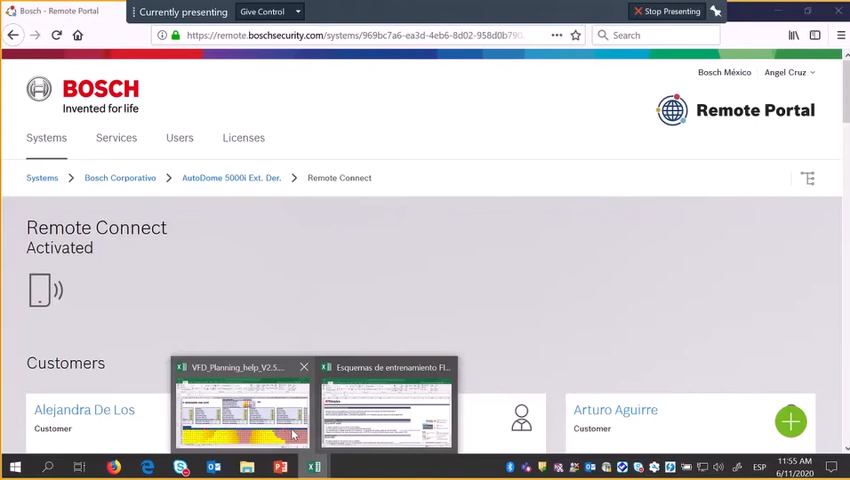 Bosch - Remote Portal
Currently presenting
Give Control
Stop Presenting
https://remote.boschsecurity.com/systems/969bc7a6-ea3d-4eb6-8d02-958d0b790.
Search
Bosch México
Angel Cruz
BOSCH
Invented for life
Remote Portal
Systems
Services
Users
Licenses
Systems
Bosch Corporativo
AutoDome 5000i Ext. Der.
Remote Connect
Remote Connect
Activated
Customers
VFD_Planning_help_V2.5...
Esquemas de entrenamiento FI...
Alejandra De Los
Customer
Arturo Aguirre
Customer
ESP
11:55 AM
6/11/2020